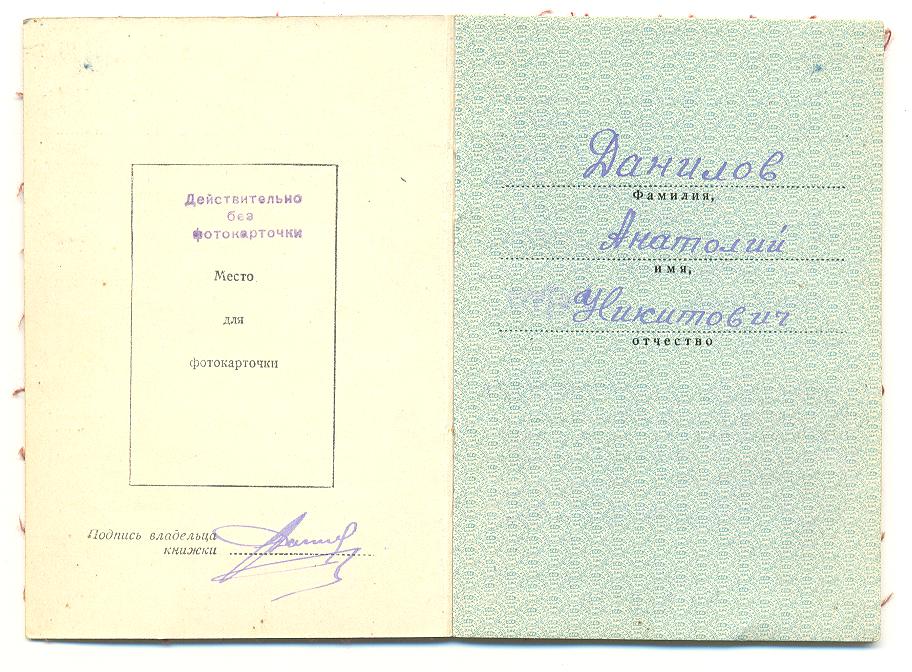 Действительно
без
фотокарточки
Место
для
фотокарточки
Подпись владельца
книжки
Данилов
Фамилия,
Анатолий
имя,
Никитович
отчество